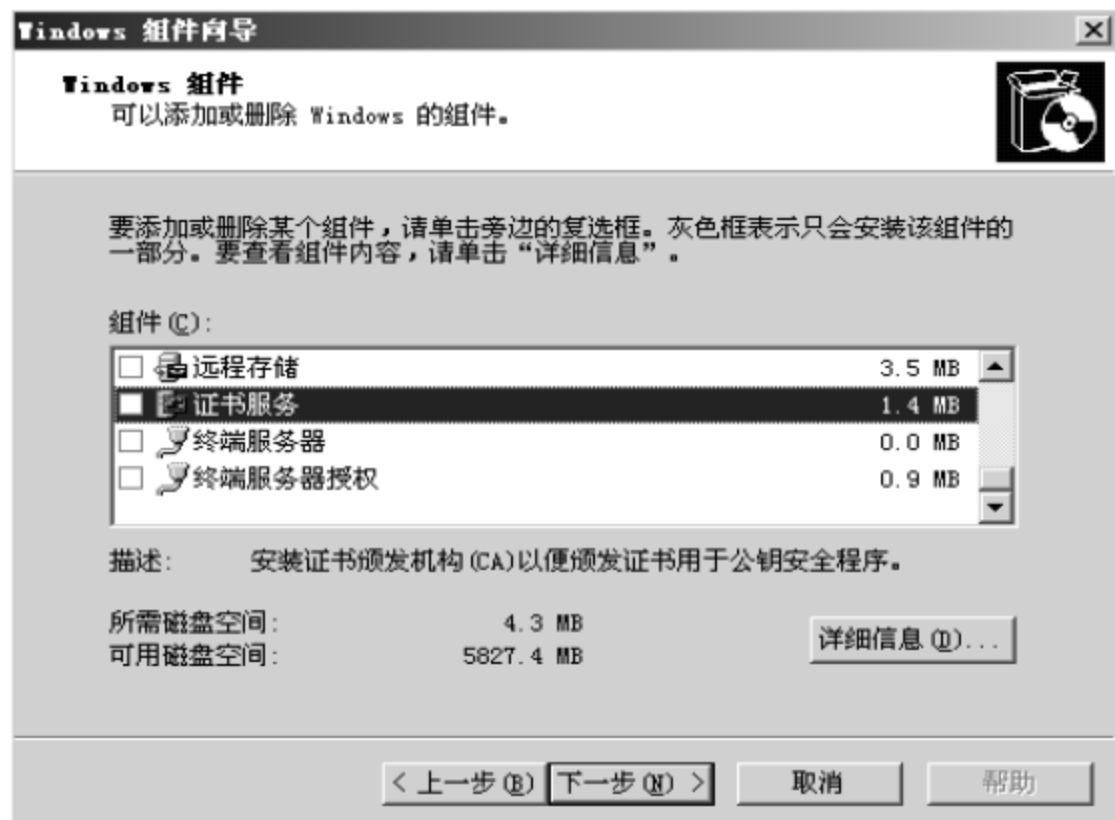 Windows 组件向导
Windows 组件
可以添加或删除 Windows 的组件。
要添加或删除某个组件，请单击旁边的复选框。灰色框表示只会安装该组件的
一部分。要查看组件内容，请单击“详细信息”。
组件(C):
远程存储 3.5 MB
证书服务 1.4 MB
终端服务器 0.0 MB
终端服务器授权 0.9 MB
描述: 安装证书颁发机构(CA)以便颁发证书用于公钥安全程序。
所需磁盘空间: 4.3 MB
可用磁盘空间: 5827.4 MB
详细信息(D)...
< 上一步(B) 下一步(N) > 取消 帮助